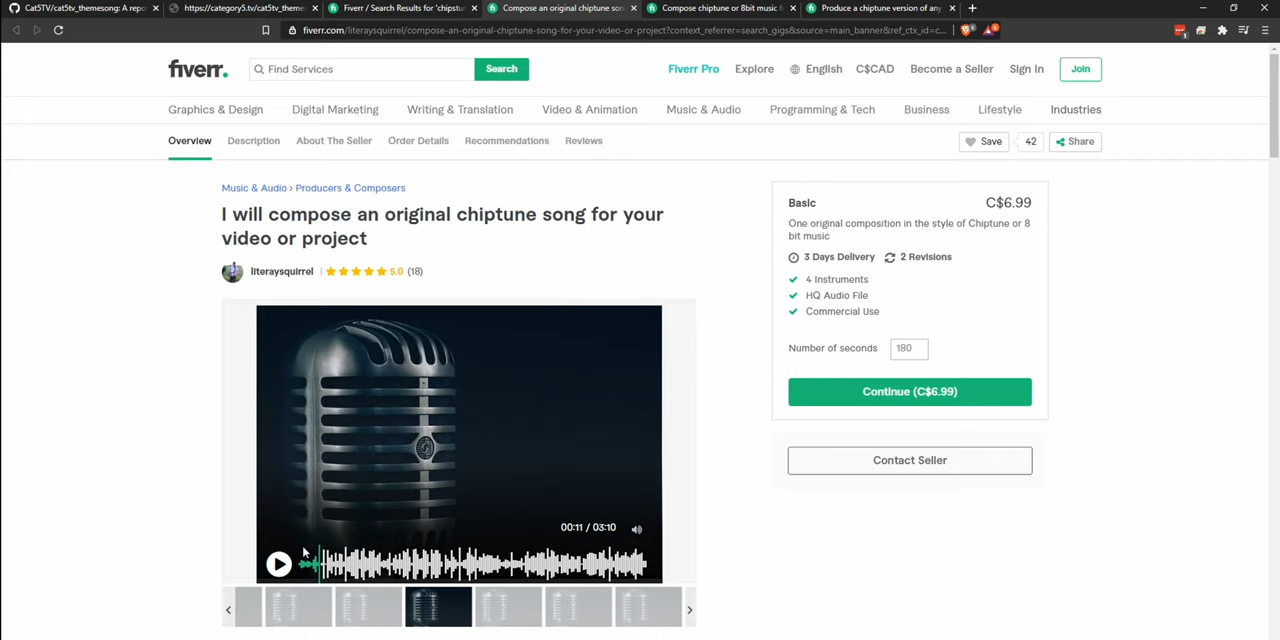 Cat5TV/cat5tv_themesong: A repo
https://category5.tv/cat5tv_theme
Fiverr / Search Results for 'chiptun
Compose an original chiptune son
Compose chiptune or 8bit music f
Produce a chiptune version of any
fiverr.com/literaysquirrel/compose-an-original-chiptune-song-for-your-video-or-project?context_referrer=search_gigs&source=main_banner&ref_ctx_id=c...
fiverr. Find Services Search Fiverr Pro Explore English C$CAD Become a Seller Sign In Join
Graphics & Design Digital Marketing Writing & Translation Video & Animation Music & Audio Programming & Tech Business Lifestyle Industries
Overview Description About The Seller Order Details Recommendations Reviews Save 42 Share
Music & Audio › Producers & Composers
I will compose an original chiptune song for your
video or project
literaysquirrel 5.0 (18)
00:11 / 03:10
Basic C$6.99
One original composition in the style of Chiptune or 8
bit music
3 Days Delivery 2 Revisions
4 Instruments
HQ Audio File
Commercial Use
Number of seconds 180
Continue (C$6.99)
Contact Seller